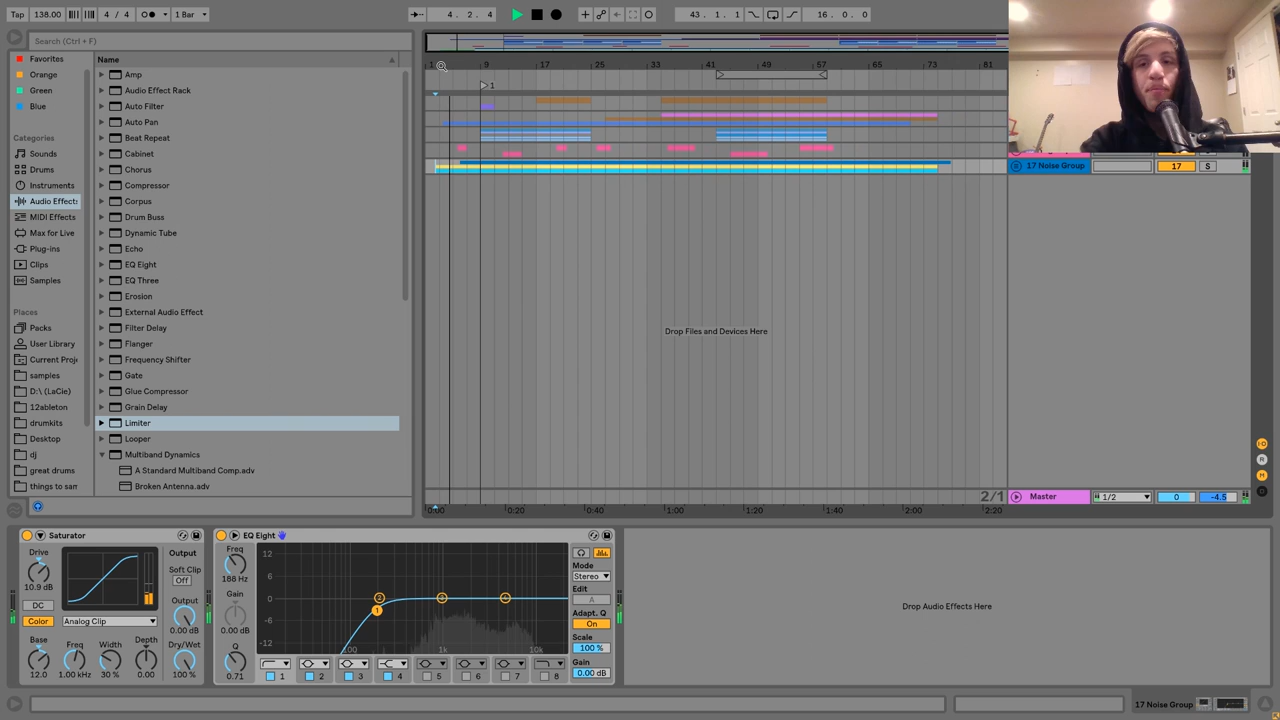 Tap 138.00 4 / 4 1 Bar 4 . 2 . 4 43 . 1 . 1 16 . 0 . 0
Search (Ctrl + F)
Favorites
Orange
Green
Blue
Categories
Sounds
Drums
Instruments
Audio Effects
MIDI Effects
Max for Live
Plug-ins
Clips
Samples
Places
Packs
User Library
Current Proj
samples
D:\ (LaCie)
12ableton
drumkits
Desktop
dj
great drums
things to sam
Name
Amp
Audio Effect Rack
Auto Filter
Auto Pan
Beat Repeat
Cabinet
Chorus
Compressor
Corpus
Drum Buss
Dynamic Tube
Echo
EQ Eight
EQ Three
Erosion
External Audio Effect
Filter Delay
Flanger
Frequency Shifter
Gate
Glue Compressor
Grain Delay
Limiter
Looper
Multiband Dynamics
A Standard Multiband Comp.adv
Broken Antenna.adv
1 9 17 25 33 41 49 57 65 73 81
1
17 Noise Group 17 S
Drop Files and Devices Here
2/1
Master 1/2 0 -4.5
0:00 0:20 0:40 1:00 1:20 1:40 2:00 2:20
Saturator
Drive
10.9 dB
DC
Color
Analog Clip
Output
Soft Clip
Off
Output
0.00 dB
Base Freq Width Depth Dry/Wet
12.0 1.00 kHz 30 % 0.00 100 %
EQ Eight
Freq
188 Hz
Gain
0.00 dB
Q
0.71
12
6
0
-6
-12
100 1k 10k
1 2 3 4
1 2 3 4 5 6 7 8
Mode
Stereo
Edit
A
Adapt. Q
On
Scale
100 %
Gain
0.00 dB
Drop Audio Effects Here
17 Noise Group